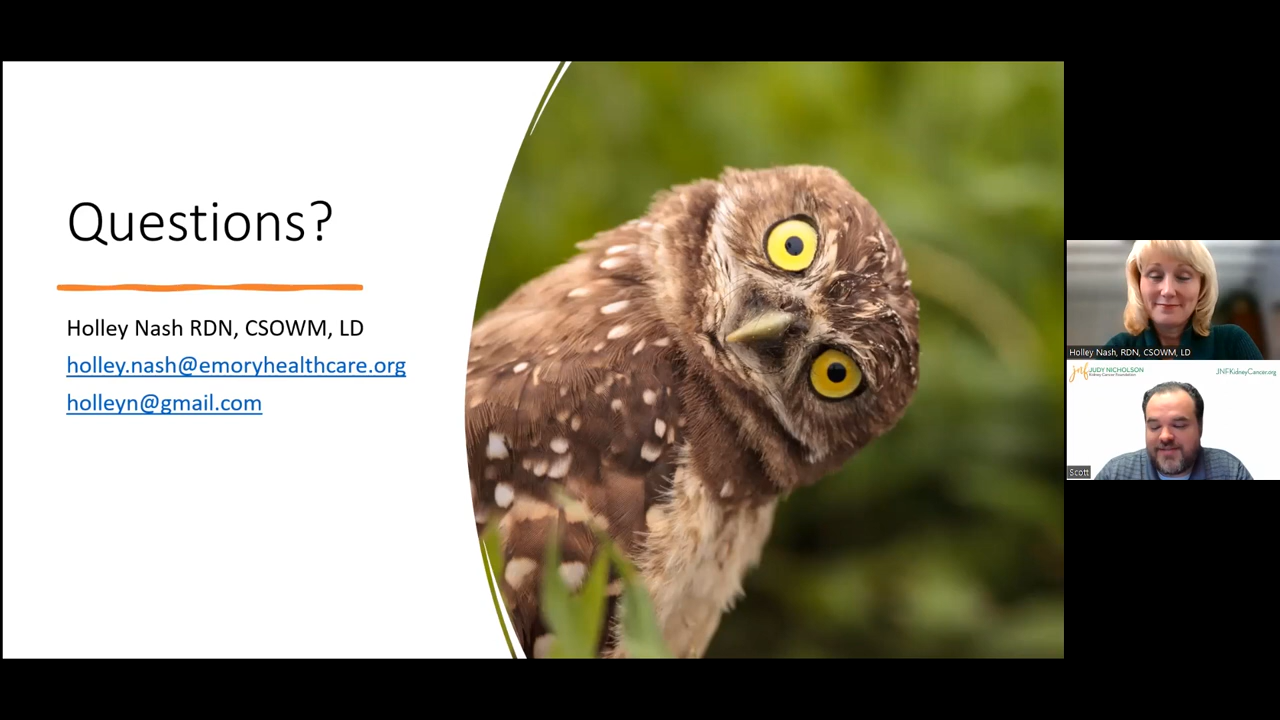 Questions?
Holley Nash RDN, CSOWM, LD
holley.nash@emoryhealthcare.org
holleyn@gmail.com
Holley Nash, RDN, CSOWM, LD
jnf JUDY NICHOLSON
Kidney Cancer Foundation
JNFKidneyCancer.org
Scott